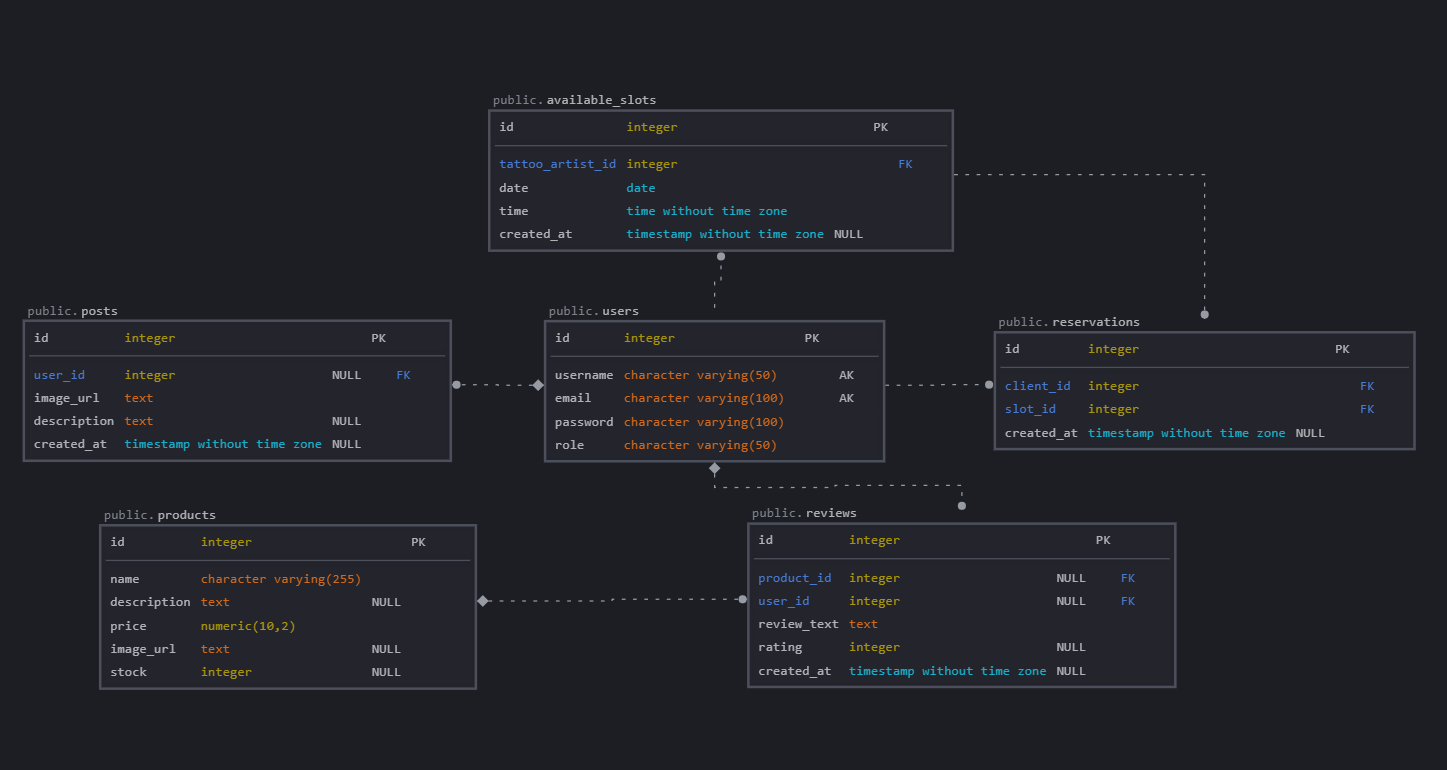 public.available_slots
id integer PK
tattoo_artist_id integer FK
date date
time time without time zone
created_at timestamp without time zone NULL
public.posts
id integer PK
user_id integer NULL FK
image_url text
description text NULL
created_at timestamp without time zone NULL
public.users
id integer PK
username character varying(50) AK
email character varying(100) AK
password character varying(100)
role character varying(50)
public.reservations
id integer PK
client_id integer FK
slot_id integer FK
created_at timestamp without time zone NULL
public.products
id integer PK
name character varying(255)
description text NULL
price numeric(10,2)
image_url text NULL
stock integer NULL
public.reviews
id integer PK
product_id integer NULL FK
user_id integer NULL FK
review_text text
rating integer NULL
created_at timestamp without time zone NULL